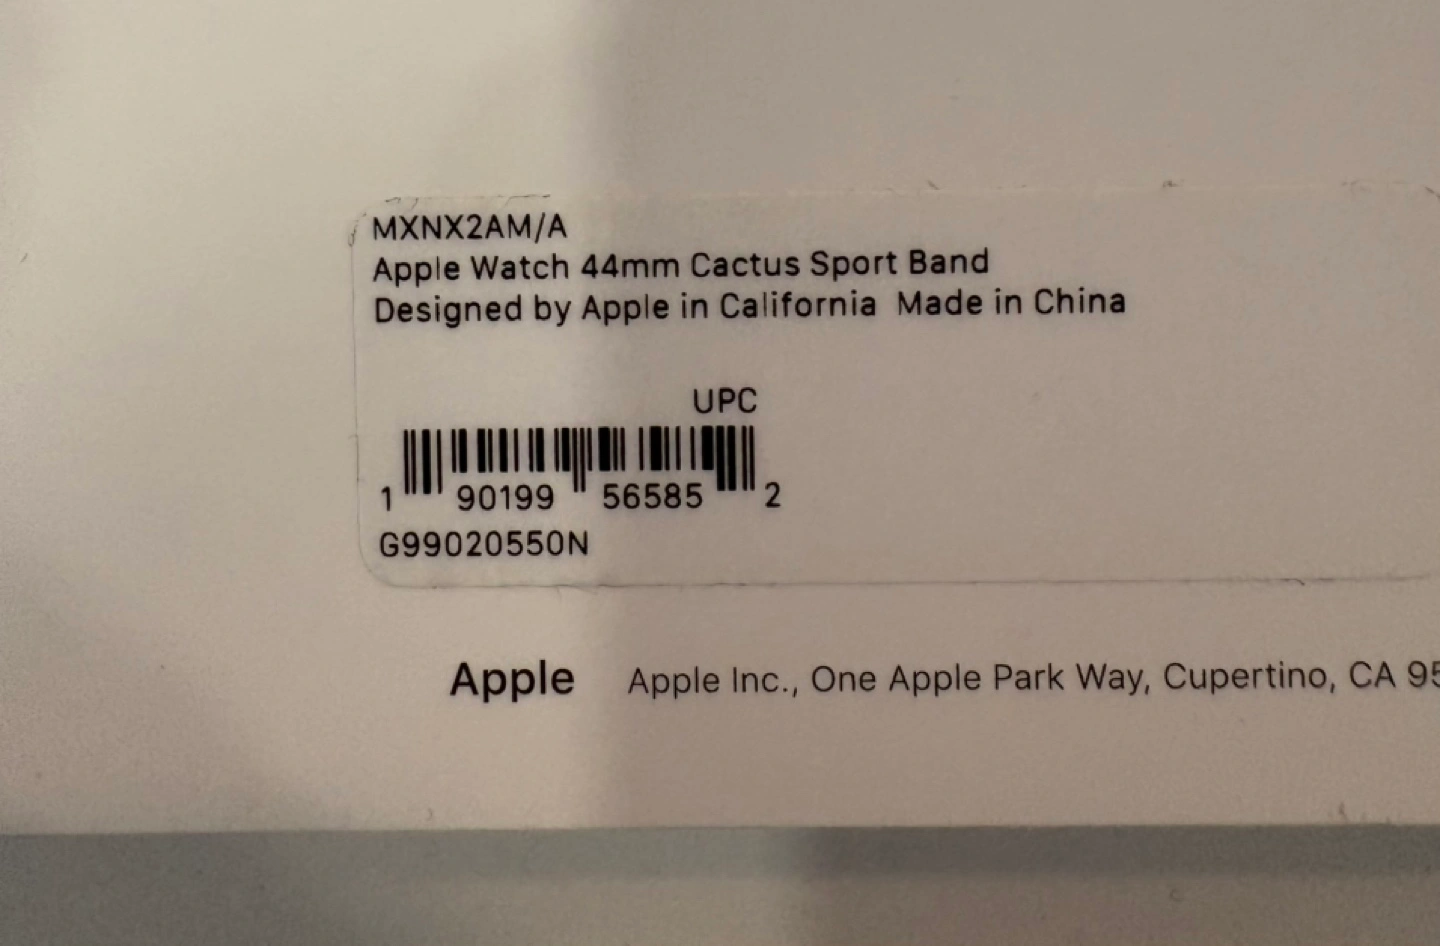 MXNX2AM/A
Apple Watch 44mm Cactus Sport Band
Designed by Apple in California  Made in China
UPC
1 90199 56585 2
G99020550N
Apple Apple Inc., One Apple Park Way, Cupertino, CA 95